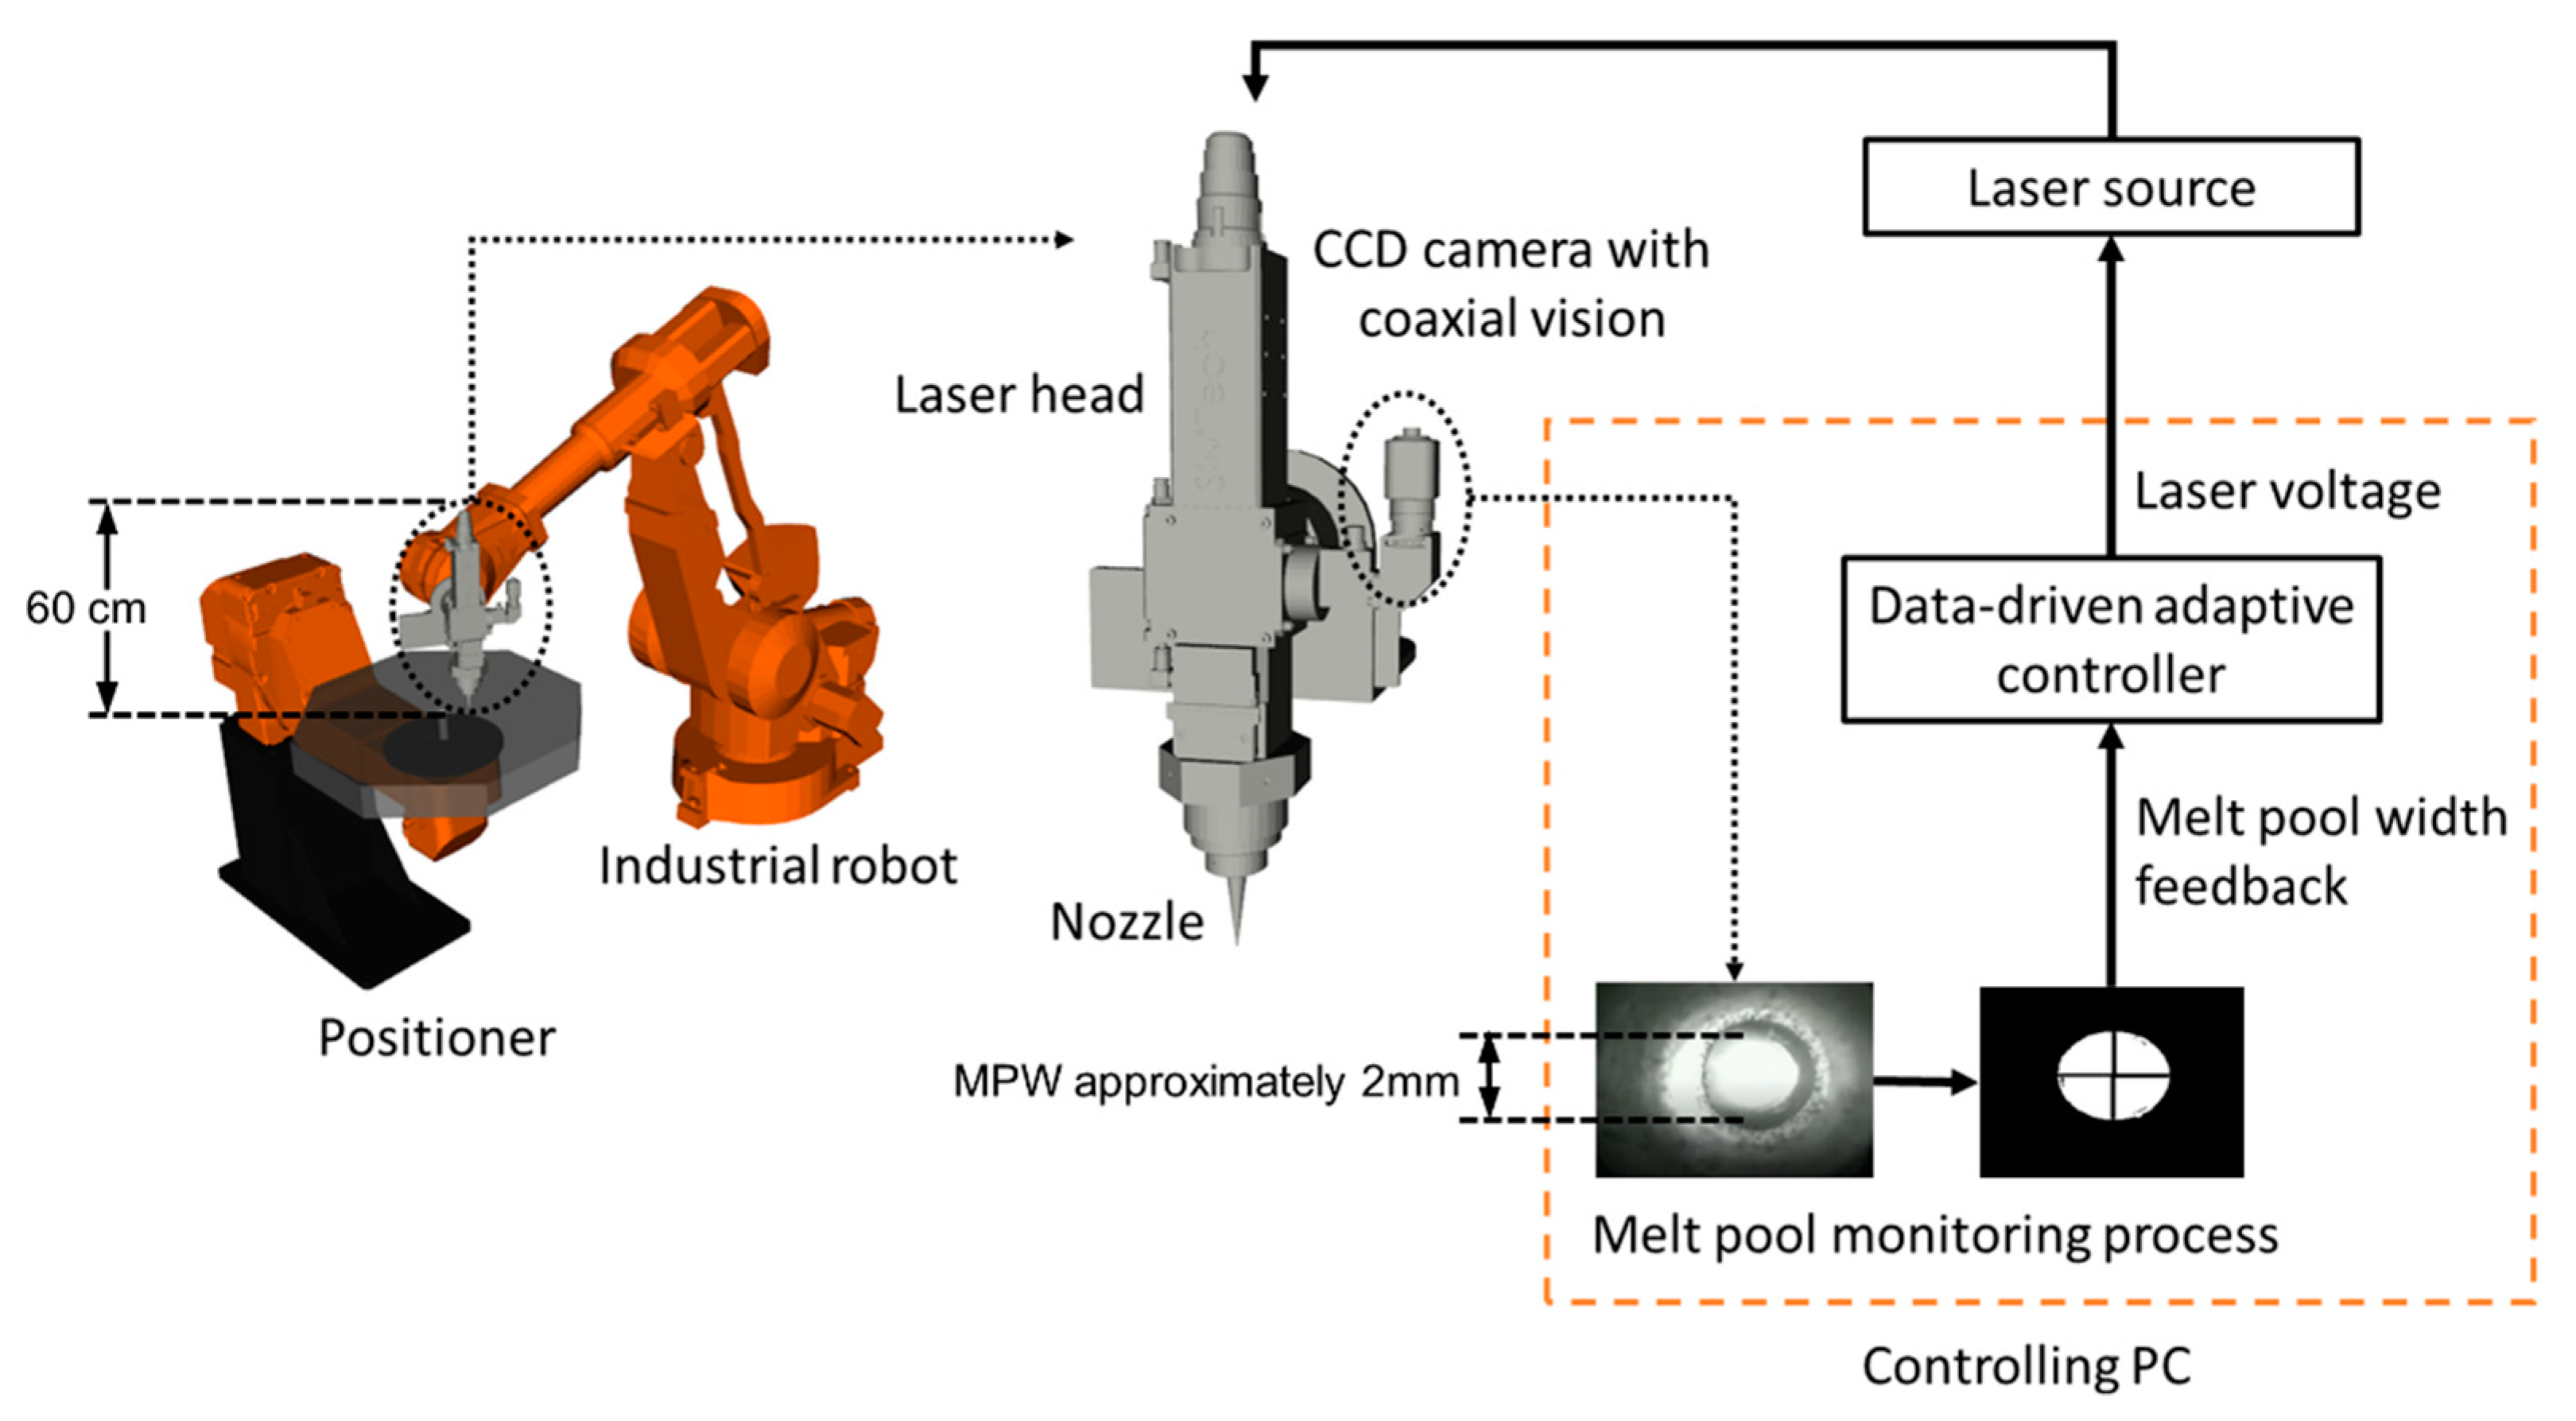 Laser source
CCD camera with
coaxial vision
Laser head
Laser voltage
60 cm
Data-driven adaptive
controller
Melt pool width
feedback
Industrial robot
Nozzle
Positioner
MPW approximately 2mm
Melt pool monitoring process
Controlling PC